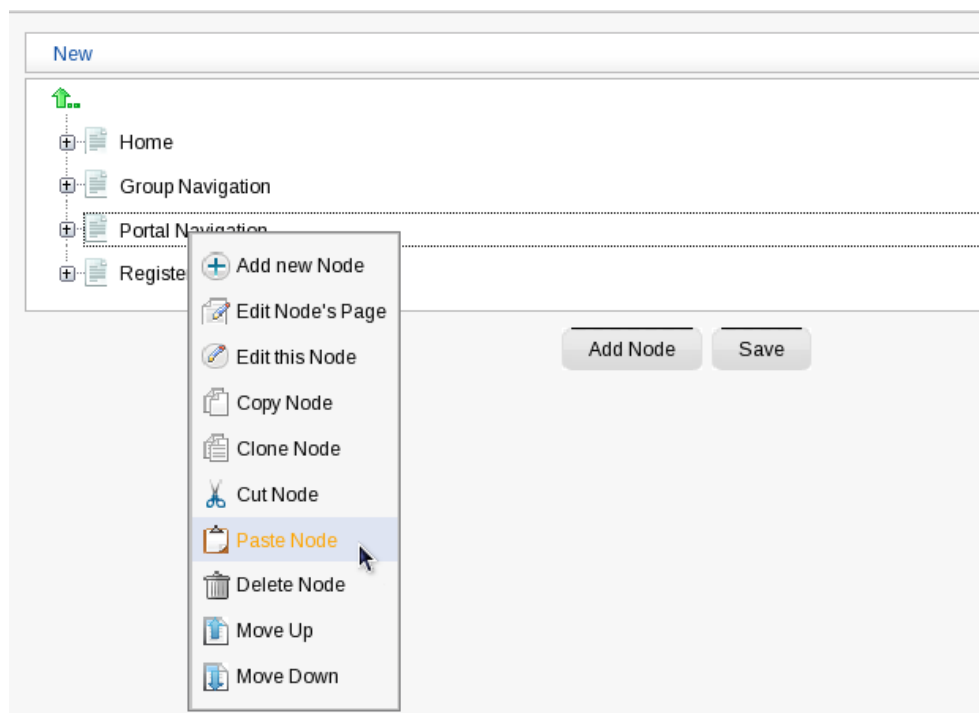 New
Home
Group Navigation
Portal Navigation
Registe
Add new Node
Edit Node's Page
Edit this Node
Copy Node
Clone Node
Cut Node
Paste Node
Delete Node
Move Up
Move Down
Add Node
Save